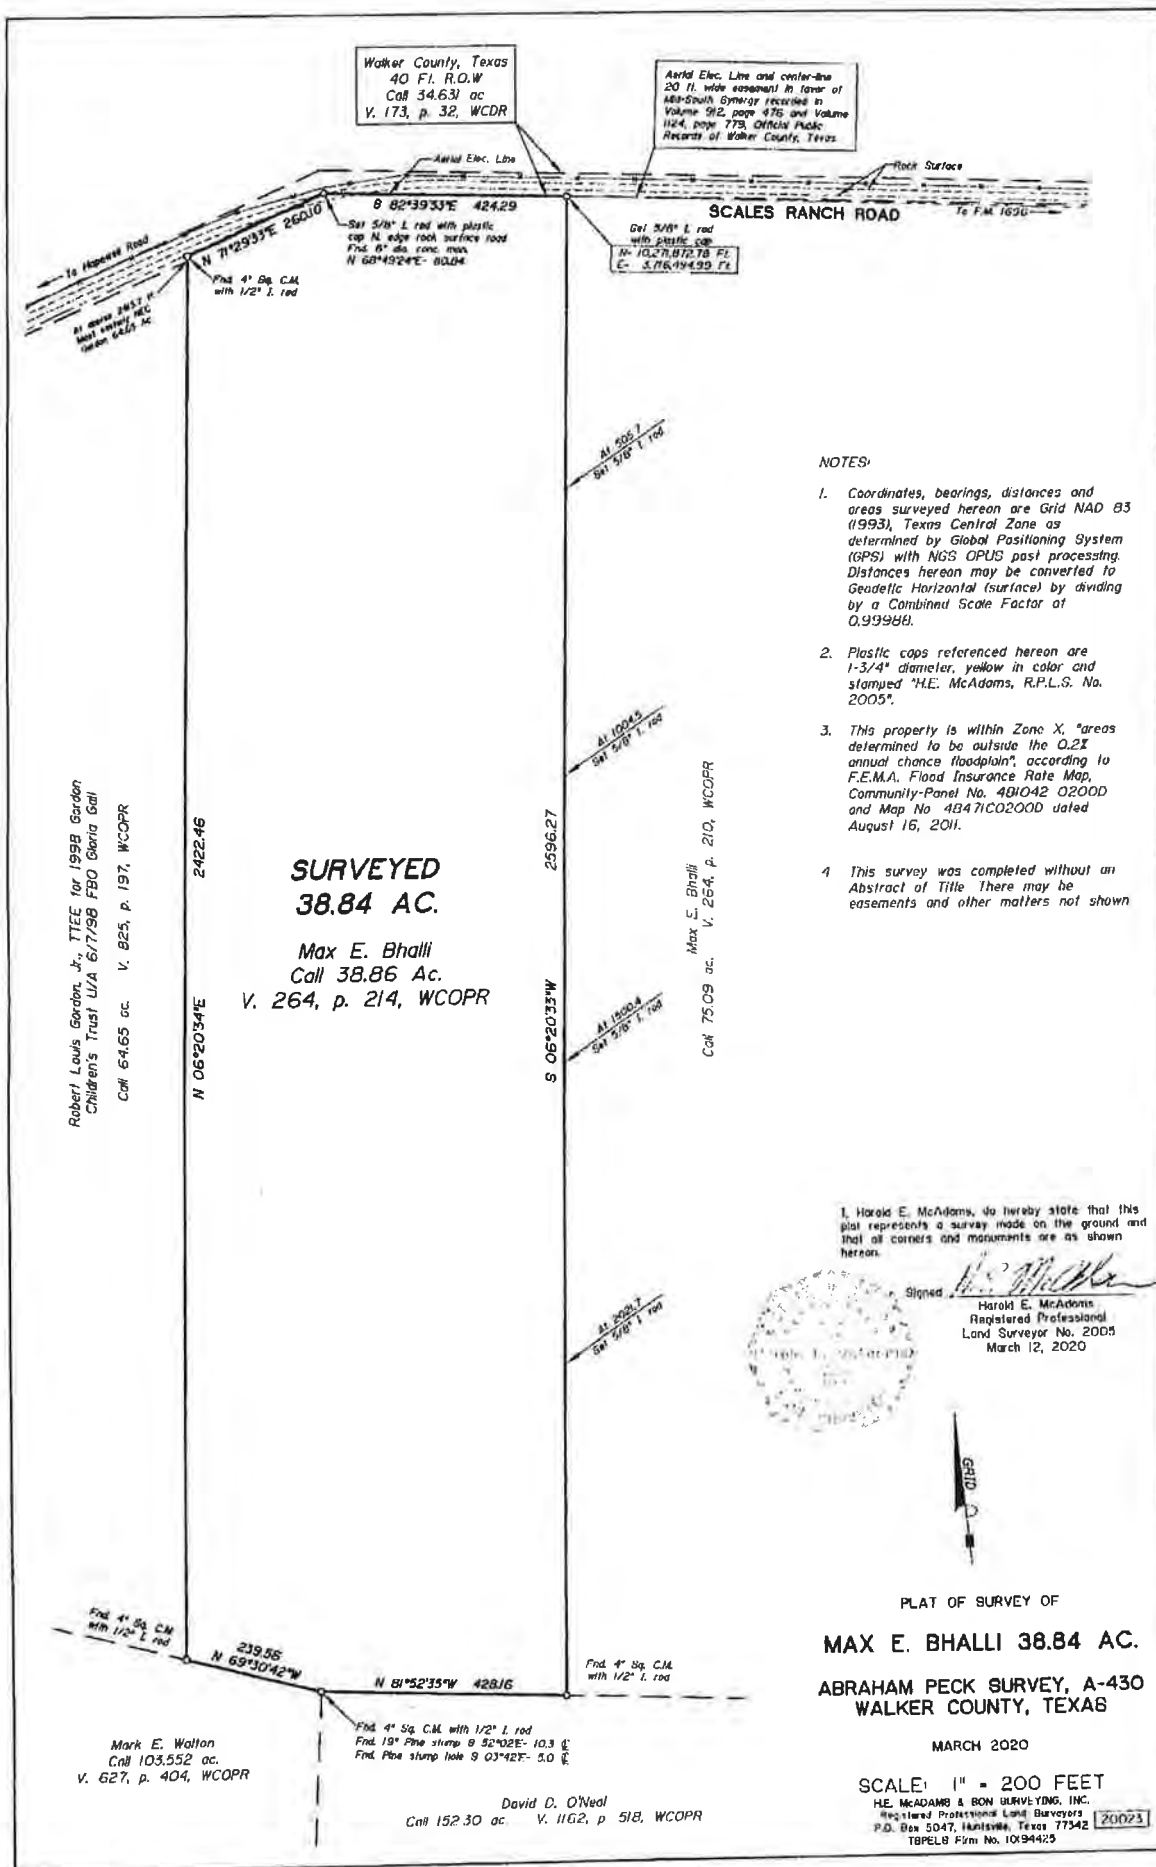 Walker County, Texas
40 Ft. R.O.W
Call 34.631 ac
V. 173, p. 32, WCDR
Aerial Elec. Line and center-line
20 ft. wide easement in favor of
Mid-South Synergy recorded in
Volume 912, page 476 and Volume
1124, page 779, Official Public
Records of Walker County, Texas
Aerial Elec. Line
Rock Surface
S 82°39'33"E 424.29
SCALES RANCH ROAD
To F.M. 1696
To Hopewell Road
N 71°29'33"E 260.10
Set 5/8" I. rod with plastic
cap N. edge rock surface road
Fnd. 6" dia. conc. mon.
N 68°49'24"E- 80.84
Set 5/8" I. rod
with plastic cap
N- 10,271,872.78 Ft.
E- 3,716,494.99 Ft.
Fnd. 4" Sq. C.M.
with 1/2" I. rod
Most easterly NEC
Gordon 64.65 Ac
At 505.7
Set 5/8" I. rod
NOTES:
1. Coordinates, bearings, distances and
areas surveyed hereon are Grid NAD 83
(1993), Texas Central Zone as
determined by Global Positioning System
(GPS) with NGS OPUS post processing.
Distances hereon may be converted to
Geodetic Horizontal (surface) by dividing
by a Combined Scale Factor of
0.99988.
2. Plastic caps referenced hereon are
1-3/4" diameter, yellow in color and
stamped "H.E. McAdams, R.P.L.S. No.
2005".
3. This property is within Zone X, "areas
determined to be outside the 0.2%
annual chance floodplain", according to
F.E.M.A. Flood Insurance Rate Map,
Community-Panel No. 481042 0200D
and Map No 48471C0200D dated
August 16, 2011.
4 This survey was completed without an
Abstract of Title There may be
easements and other matters not shown
At 1004.5
Set 5/8" I. rod
Robert Louis Gordon, Jr., TTEE for 1998 Gordon
Children's Trust U/A 6/7/98 FBO Gloria Gail
Call 64.65 ac. V. 825, p. 197, WCOPR
N 06°20'34"E 2422.46
SURVEYED
38.84 AC.
Max E. Bhalli
Call 38.86 Ac.
V. 264, p. 214, WCOPR
S 06°20'33"W 2596.27
Max E. Bhalli
Call 75.09 ac. V. 264, p. 210, WCOPR
At 1500.4
Set 5/8" I. rod
At 2021.7
Set 5/8" I. rod
I, Harold E. McAdams, do hereby state that this
plat represents a survey made on the ground and
that all corners and monuments are as shown
hereon.
Signed
Harold E. McAdams
Registered Professional
Land Surveyor No. 2005
March 12, 2020
GRID
Fnd. 4" Sq. C.M.
with 1/2" I. rod
239.56
N 69°30'42"W
N 81°52'35"W 428.16
Fnd. 4" Sq. C.M.
with 1/2" I. rod
Fnd. 4" Sq. C.M. with 1/2" I. rod
Fnd. 19" Pine stump S 52°02'E- 10.3 ℄
Fnd. Pine stump hole S 03°42'E- 5.0 ℄
Mark E. Walton
Call 103.552 ac.
V. 627, p. 404, WCOPR
David D. O'Neal
Call 152.30 ac V. 1162, p 518, WCOPR
PLAT OF SURVEY OF
MAX E. BHALLI 38.84 AC.
ABRAHAM PECK SURVEY, A-430
WALKER COUNTY, TEXAS
MARCH 2020
SCALE: 1" = 200 FEET
H.E. McADAMS & SON SURVEYING, INC.
Registered Professional Land Surveyors
P.O. Box 5047, Huntsville, Texas 77342
20023
TBPELS Firm No. 10194425